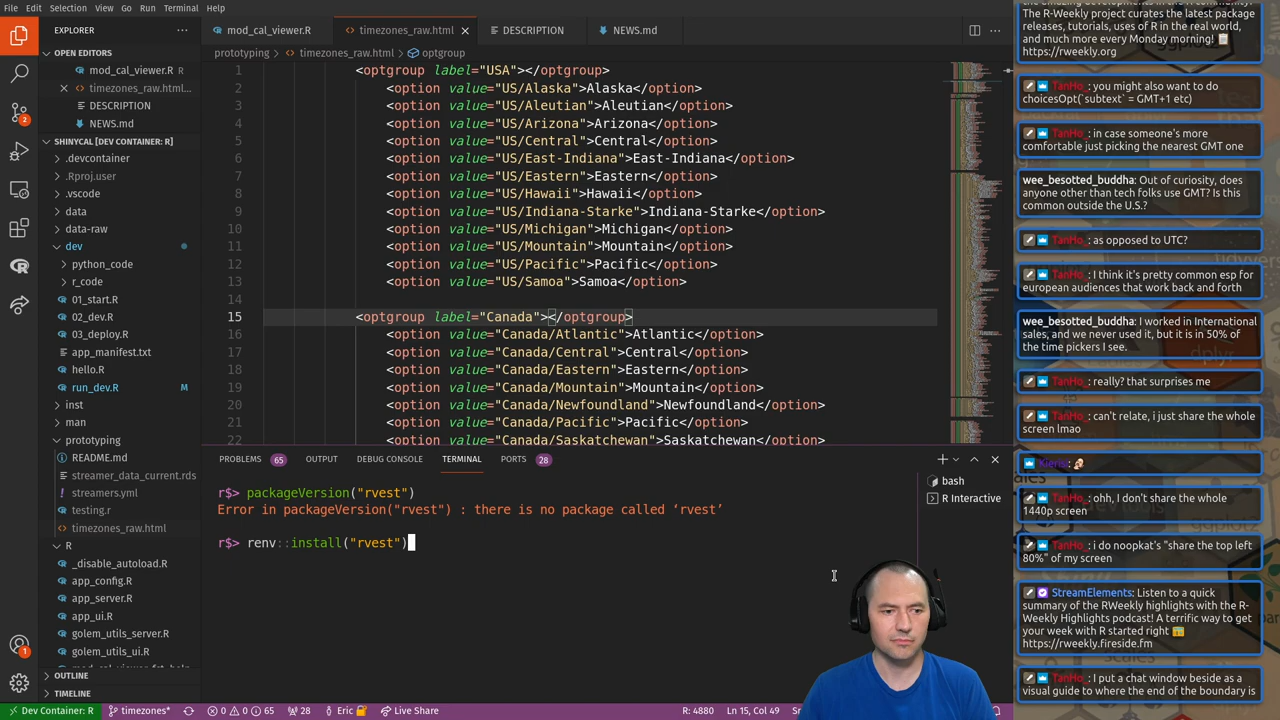 File Edit Selection View Go Run Terminal Help
EXPLORER
OPEN EDITORS
mod_cal_viewer.R
timezones_raw.html...
DESCRIPTION
NEWS.md
SHINYCAL [DEV CONTAINER: R]
.devcontainer
.Rproj.user
.vscode
data
data-raw
dev
python_code
r_code
01_start.R
02_dev.R
03_deploy.R
app_manifest.txt
hello.R
run_dev.R M
inst
man
prototyping
README.md
streamer_data_current.rds
streamers.yml
testing.r
timezones_raw.html
R
_disable_autoload.R
app_config.R
app_server.R
app_ui.R
golem_utils_server.R
golem_utils_ui.R
OUTLINE
TIMELINE
mod_cal_viewer.R
timezones_raw.html
DESCRIPTION
NEWS.md
prototyping > timezones_raw.html > optgroup
1 <optgroup label="USA"></optgroup>
2 <option value="US/Alaska">Alaska</option>
3 <option value="US/Aleutian">Aleutian</option>
4 <option value="US/Arizona">Arizona</option>
5 <option value="US/Central">Central</option>
6 <option value="US/East-Indiana">East-Indiana</option>
7 <option value="US/Eastern">Eastern</option>
8 <option value="US/Hawaii">Hawaii</option>
9 <option value="US/Indiana-Starke">Indiana-Starke</option>
10 <option value="US/Michigan">Michigan</option>
11 <option value="US/Mountain">Mountain</option>
12 <option value="US/Pacific">Pacific</option>
13 <option value="US/Samoa">Samoa</option>
14
15 <optgroup label="Canada"></optgroup>
16 <option value="Canada/Atlantic">Atlantic</option>
17 <option value="Canada/Central">Central</option>
18 <option value="Canada/Eastern">Eastern</option>
19 <option value="Canada/Mountain">Mountain</option>
20 <option value="Canada/Newfoundland">Newfoundland</option>
21 <option value="Canada/Pacific">Pacific</option>
22 <option value="Canada/Saskatchewan">Saskatchewan</option>
PROBLEMS 65 OUTPUT DEBUG CONSOLE TERMINAL PORTS 28
r$> packageVersion("rvest")
Error in packageVersion("rvest") : there is no package called ‘rvest’
r$> renv::install("rvest")
bash
R Interactive
2
1
Dev Container: R timezones* 0 0 65 28 Eric Live Share R: 4880 Ln 15, Col 49
The R-Weekly project curates the latest package
releases, tutorials, uses of R in the real world,
and much more every Monday morning!
https://rweekly.org
TanHo_: you might also want to do
choicesOpt(`subtext` = GMT+1 etc)
TanHo_: in case someone's more
comfortable just picking the nearest GMT one
wee_besotted_buddha: Out of curiosity, does
anyone other than tech folks use GMT? Is this
common outside the U.S.?
TanHo_: as opposed to UTC?
TanHo_: I think it's pretty common esp for
european audiences that work back and forth
wee_besotted_buddha: I worked in International
sales, and we never used it, but it is in 50% of
the time pickers I see.
TanHo_: really? that surprises me
TanHo_: can't relate, i just share the whole
screen lmao
TanHo_: ohh, I don't share the whole
1440p screen
TanHo_: i do noopkat's "share the top left
80%" of my screen
StreamElements: Listen to a quick
summary of the RWeekly highlights with the R-
Weekly Highlights podcast! A terrific way to get
your week with R started right
https://rweekly.fireside.fm
TanHo_: I put a chat window beside as a
visual guide to where the end of the boundary is